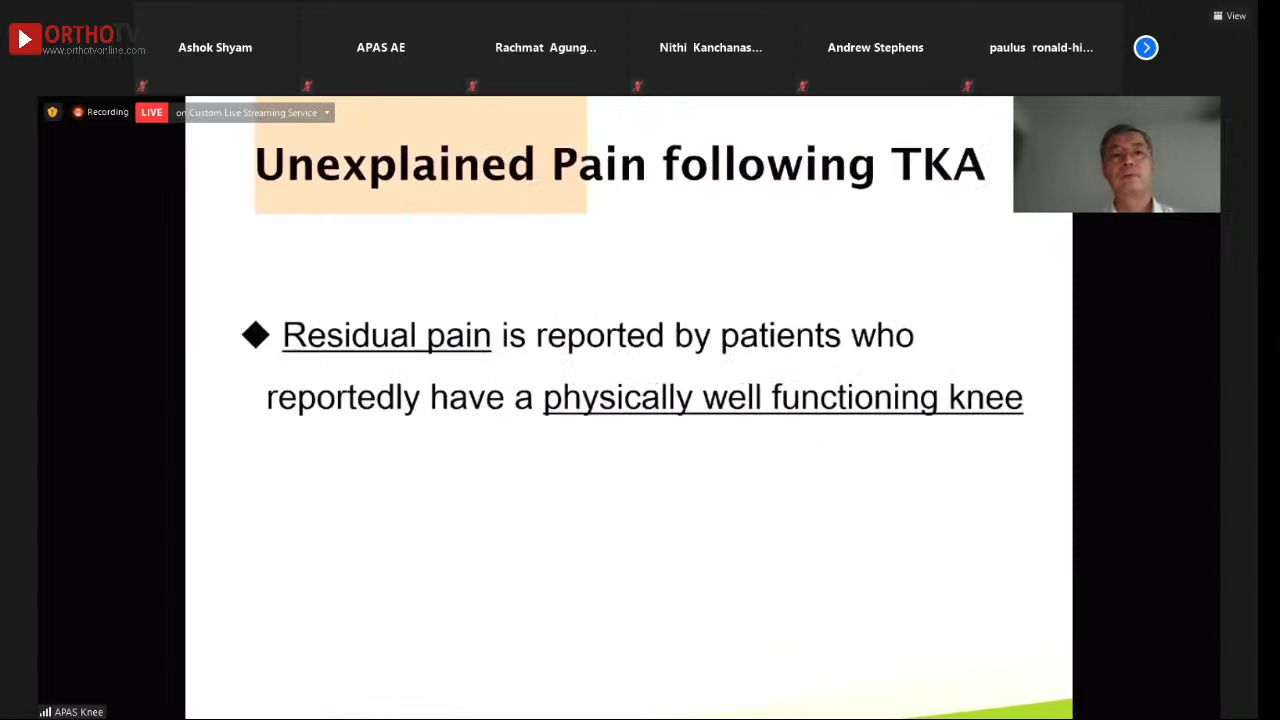 ORTHOTV
www.orthotvonline.com
Ashok Shyam
APAS AE
Rachmat Agung...
Nithi Kanchanas...
Andrew Stephens
paulus ronald-hi...
View
Recording
LIVE
on Custom Live Streaming Service
Unexplained Pain following TKA
Residual pain is reported by patients who
reportedly have a physically well functioning knee
APAS Knee